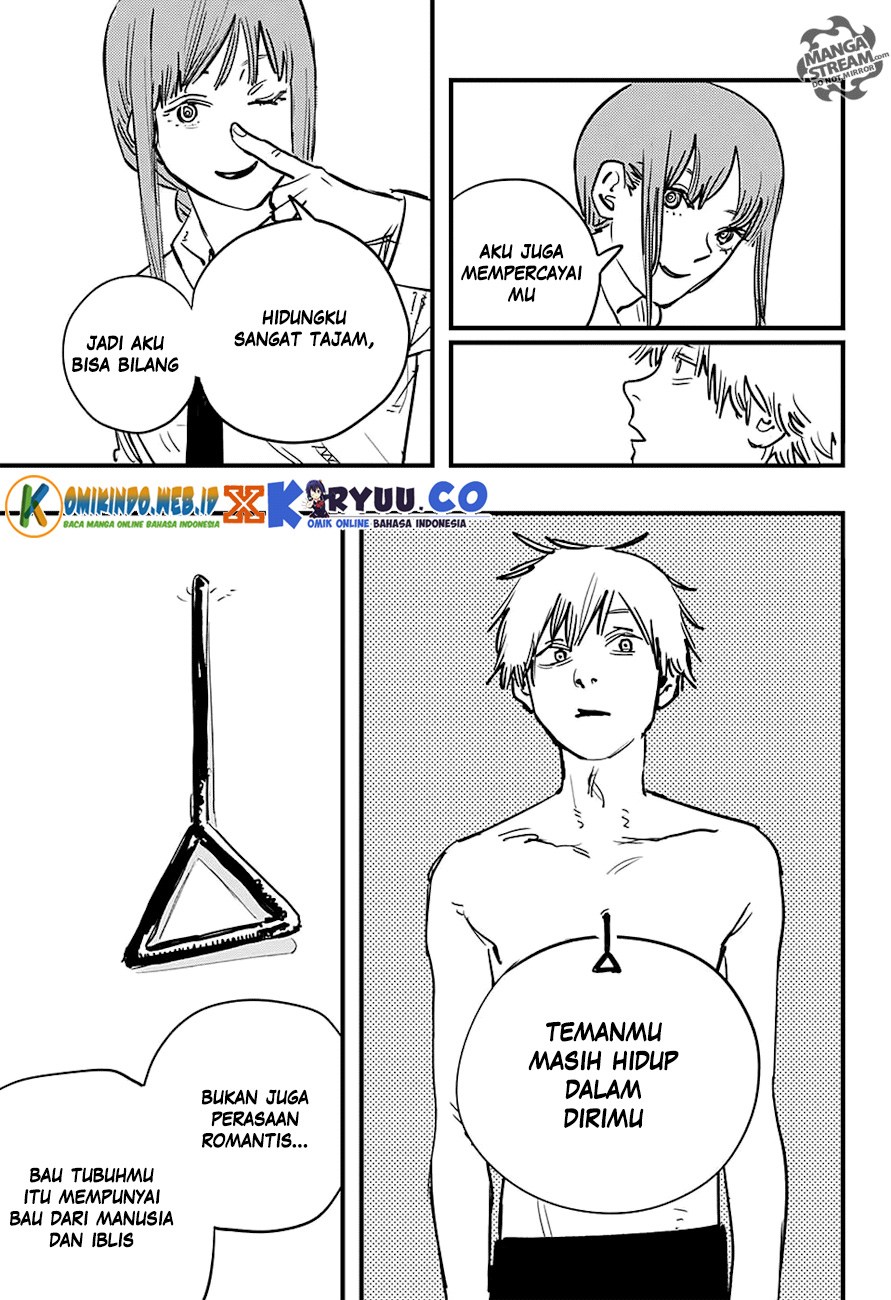 MANGA
STREAM.com
DO NOT MIRROR
AKU JUGA
MEMPERCAYAI
MU
HIDUNGKU
SANGAT TAJAM,
JADI AKU
BISA BILANG
KOMIKINDO.WEB.ID
BACA MANGA ONLINE BAHASA INDONESIA
X
KIRYUU.CO
OMIK ONLINE BAHASA INDONESIA
TEMANMU
MASIH HIDUP
DALAM
DIRIMU
BUKAN JUGA
PERASAAN
ROMANTIS...
BAU TUBUHMU
ITU MEMPUNYAI
BAU DARI MANUSIA
DAN IBLIS